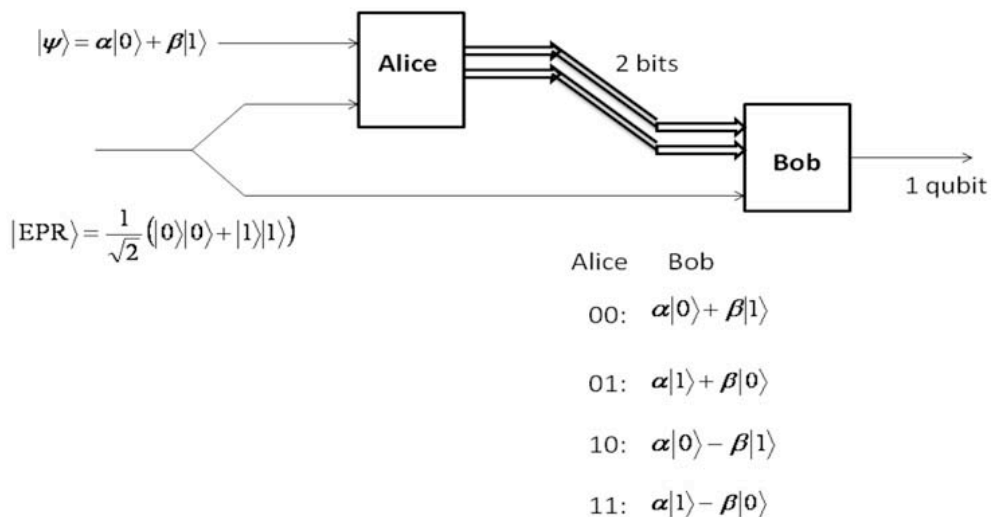 |ψ⟩ = α|0⟩ + β|1⟩
Alice
2 bits
Bob
1 qubit
|EPR⟩ = 1/√2 (|0⟩|0⟩ + |1⟩|1⟩)
Alice Bob
00: α|0⟩ + β|1⟩
01: α|1⟩ + β|0⟩
10: α|0⟩ − β|1⟩
11: α|1⟩ − β|0⟩